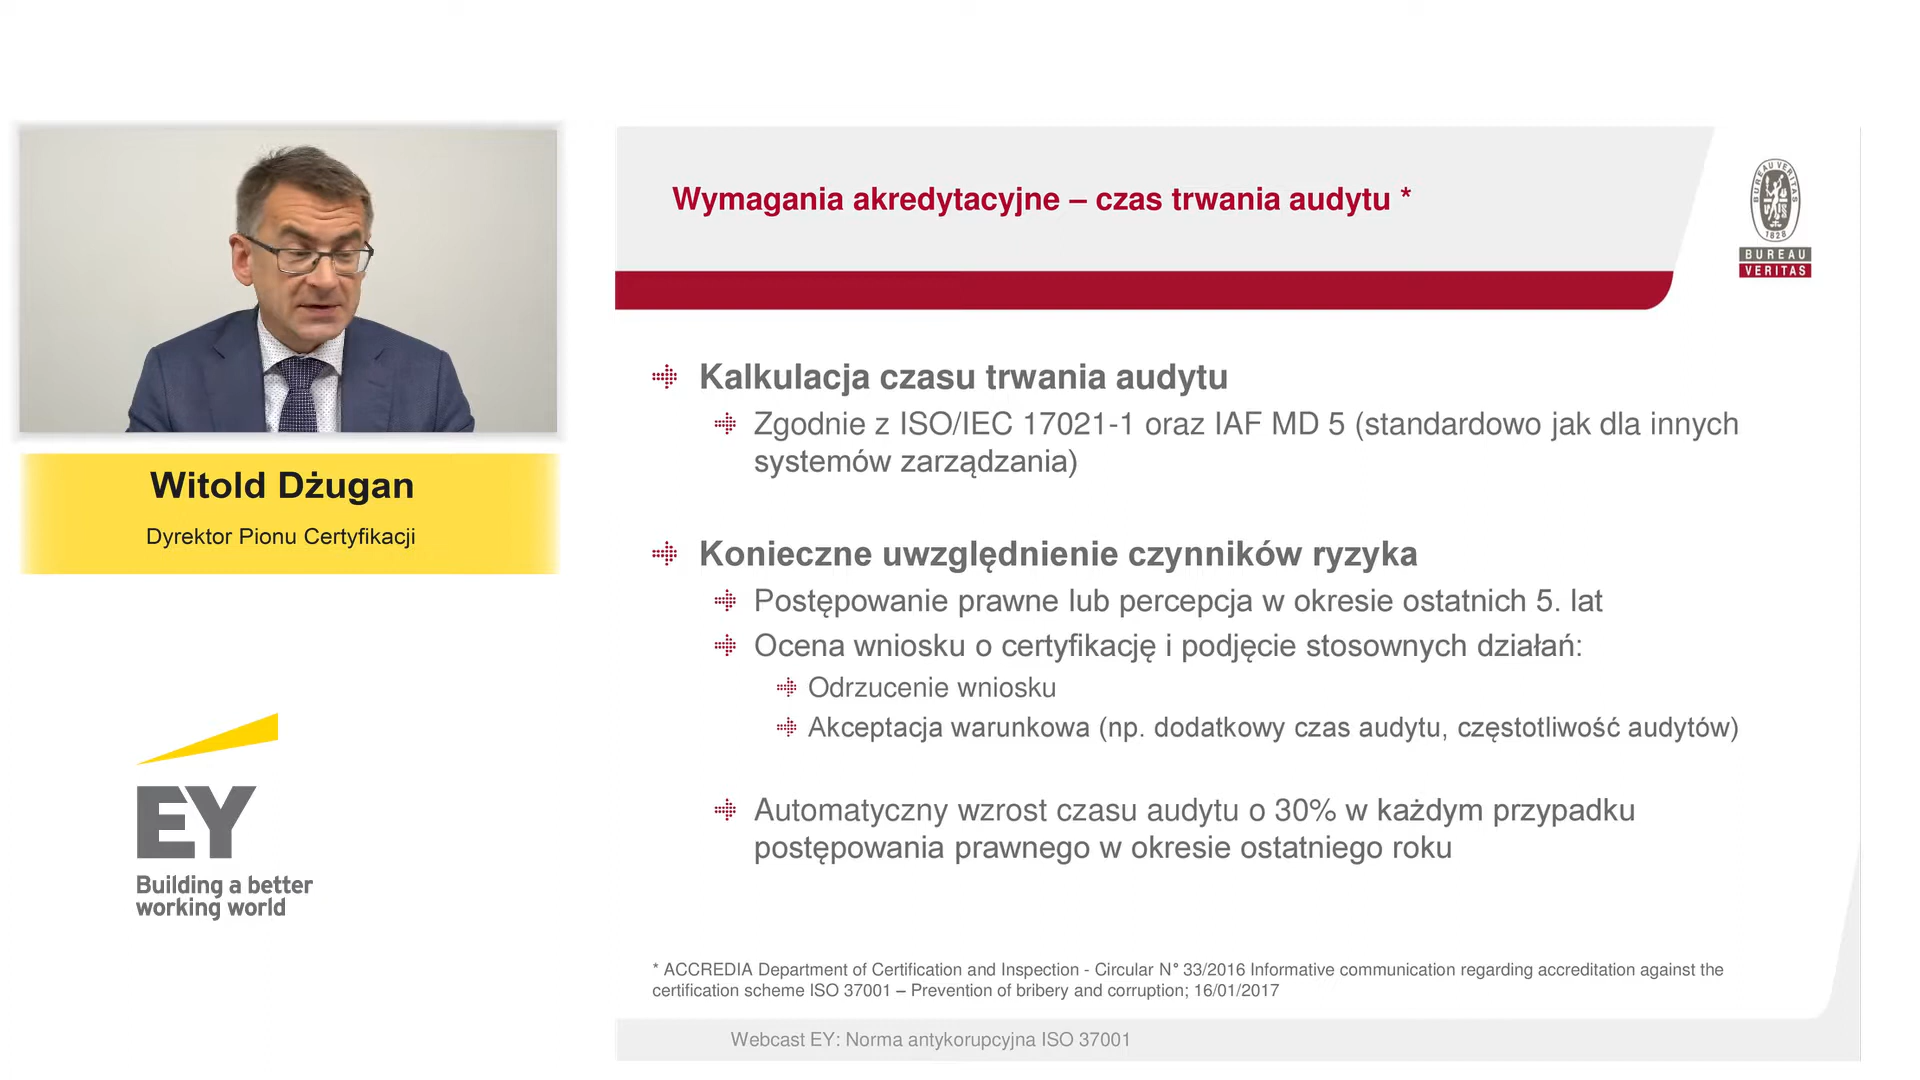 Witold Dżugan
Dyrektor Pionu Certyfikacji
EY
Building a better
working world
Wymagania akredytacyjne – czas trwania audytu *
BUREAU VERITAS
1828
BUREAU
VERITAS
Kalkulacja czasu trwania audytu
Zgodnie z ISO/IEC 17021-1 oraz IAF MD 5 (standardowo jak dla innych
systemów zarządzania)
Konieczne uwzględnienie czynników ryzyka
Postępowanie prawne lub percepcja w okresie ostatnich 5. lat
Ocena wniosku o certyfikację i podjęcie stosownych działań:
Odrzucenie wniosku
Akceptacja warunkowa (np. dodatkowy czas audytu, częstotliwość audytów)
Automatyczny wzrost czasu audytu o 30% w każdym przypadku
postępowania prawnego w okresie ostatniego roku
* ACCREDIA Department of Certification and Inspection - Circular N° 33/2016 Informative communication regarding accreditation against the
certification scheme ISO 37001 – Prevention of bribery and corruption; 16/01/2017
Webcast EY: Norma antykorupcyjna ISO 37001